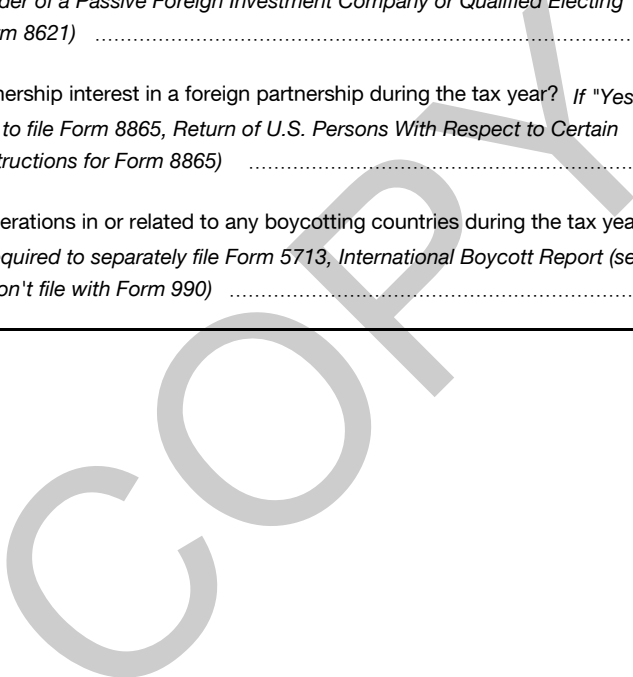 der of a Passive Foreign Investment Company or Qualified Electing
rm 8621) ........................................................................
nership interest in a foreign partnership during the tax year? If "Yes
to file Form 8865, Return of U.S. Persons With Respect to Certain
tructions for Form 8865) ........................................................................
erations in or related to any boycotting countries during the tax yea
quired to separately file Form 5713, International Boycott Report (se
on't file with Form 990) ........................................................................
COPY